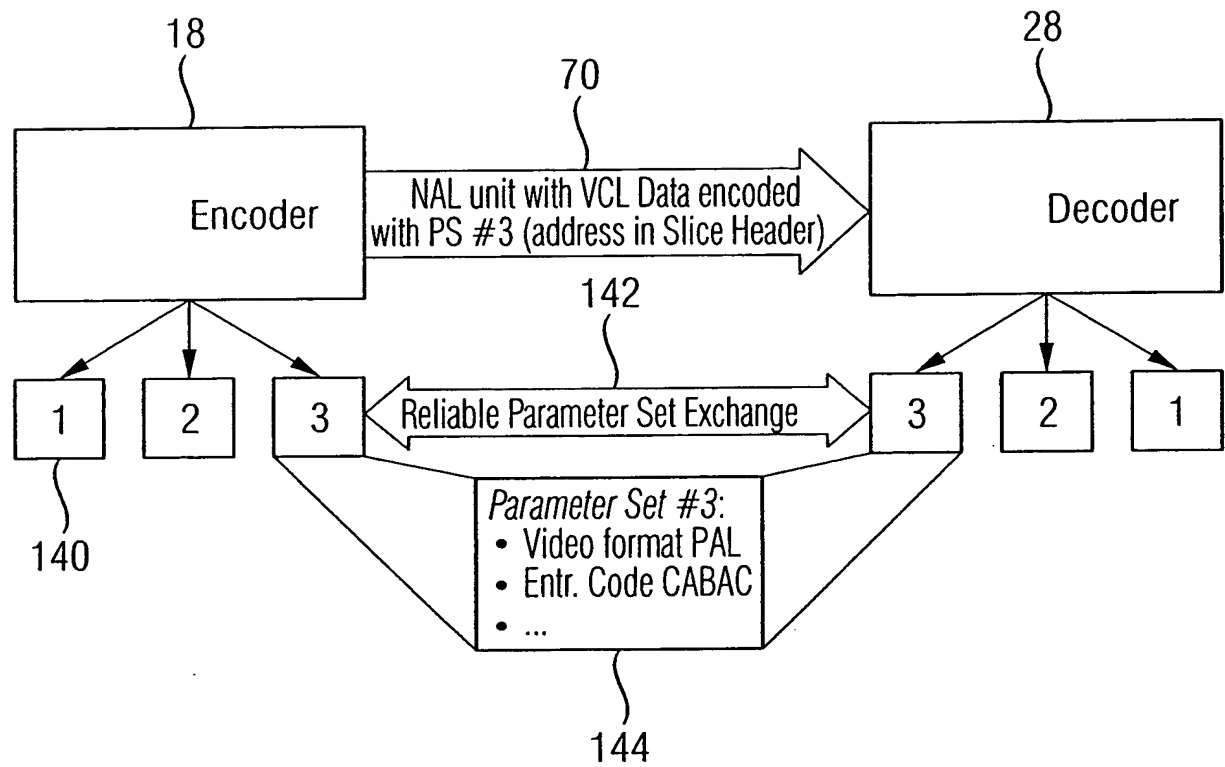 18
28
70
Encoder
NAL unit with VCL Data encoded
with PS #3 (address in Slice Header)
Decoder
142
1
2
3
Reliable Parameter Set Exchange
3
2
1
140
Parameter Set #3:
• Video format PAL
• Entr. Code CABAC
• ...
144